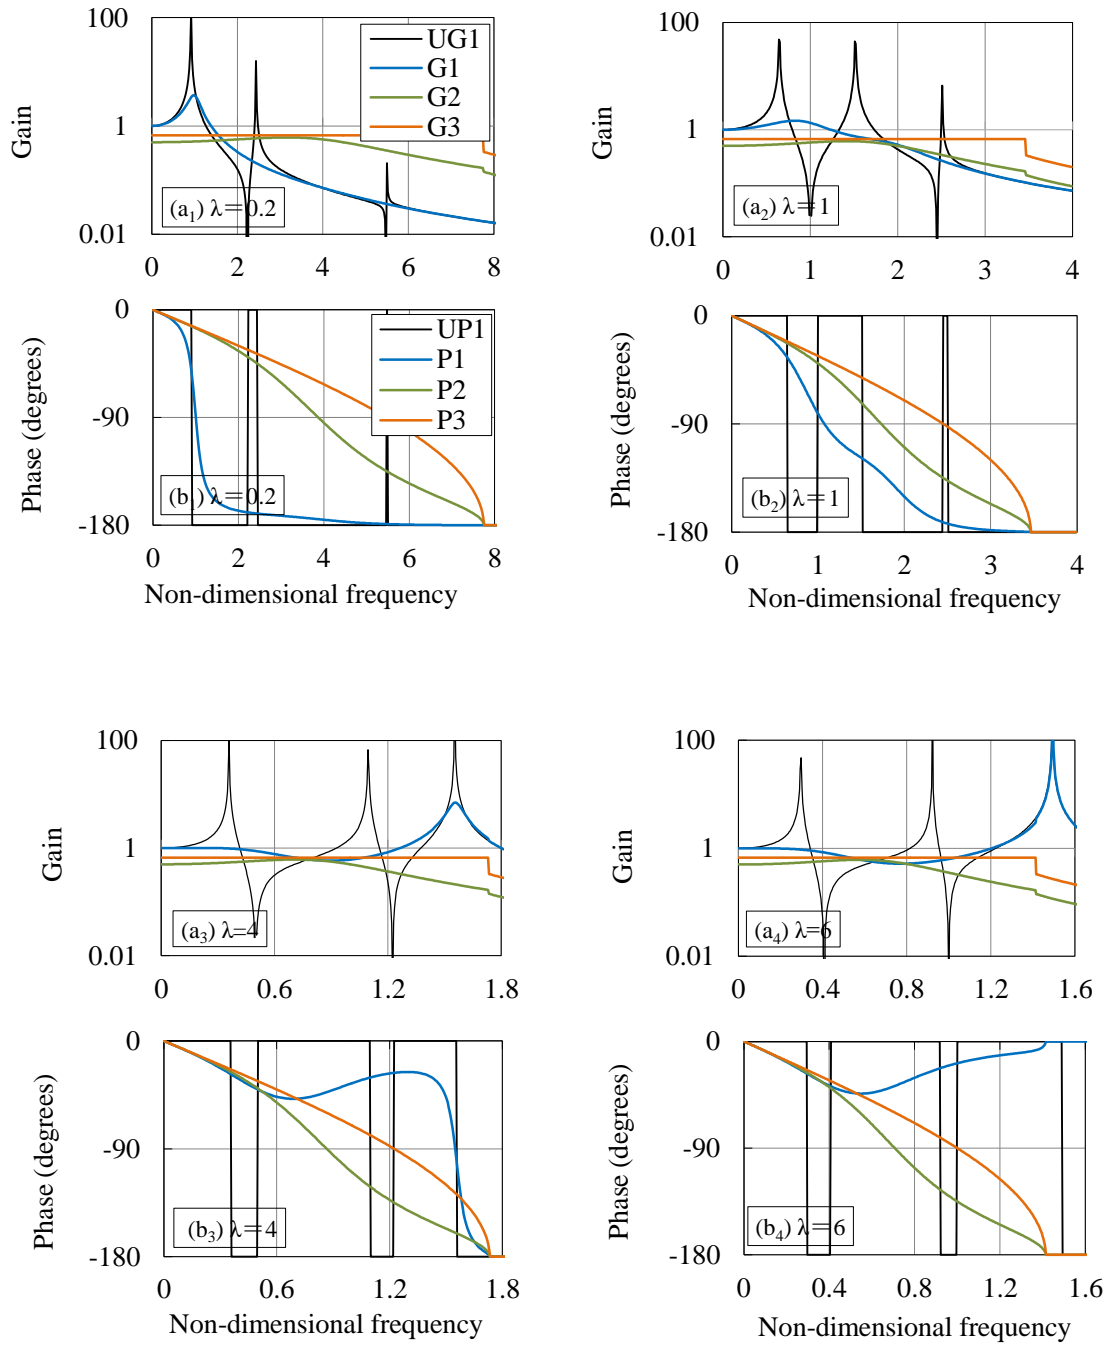 100
1
0.01
Gain
UG1
G1
G2
G3
(a1) λ=0.2
0 2 4 6 8
100
1
0.01
Gain
(a2) λ=1
0 1 2 3 4
0
-90
-180
Phase (degrees)
UP1
P1
P2
P3
(b1) λ=0.2
0 2 4 6 8
Non-dimensional frequency
0
-90
-180
Phase (degrees)
(b2) λ=1
0 1 2 3 4
Non-dimensional frequency
100
1
0.01
Gain
(a3) λ=4
0 0.6 1.2 1.8
100
1
0.01
Gain
(a4) λ=6
0 0.4 0.8 1.2 1.6
0
-90
-180
Phase (degrees)
(b3) λ=4
0 0.6 1.2 1.8
Non-dimensional frequency
0
-90
-180
Phase (degrees)
(b4) λ=6
0 0.4 0.8 1.2 1.6
Non-dimensional frequency